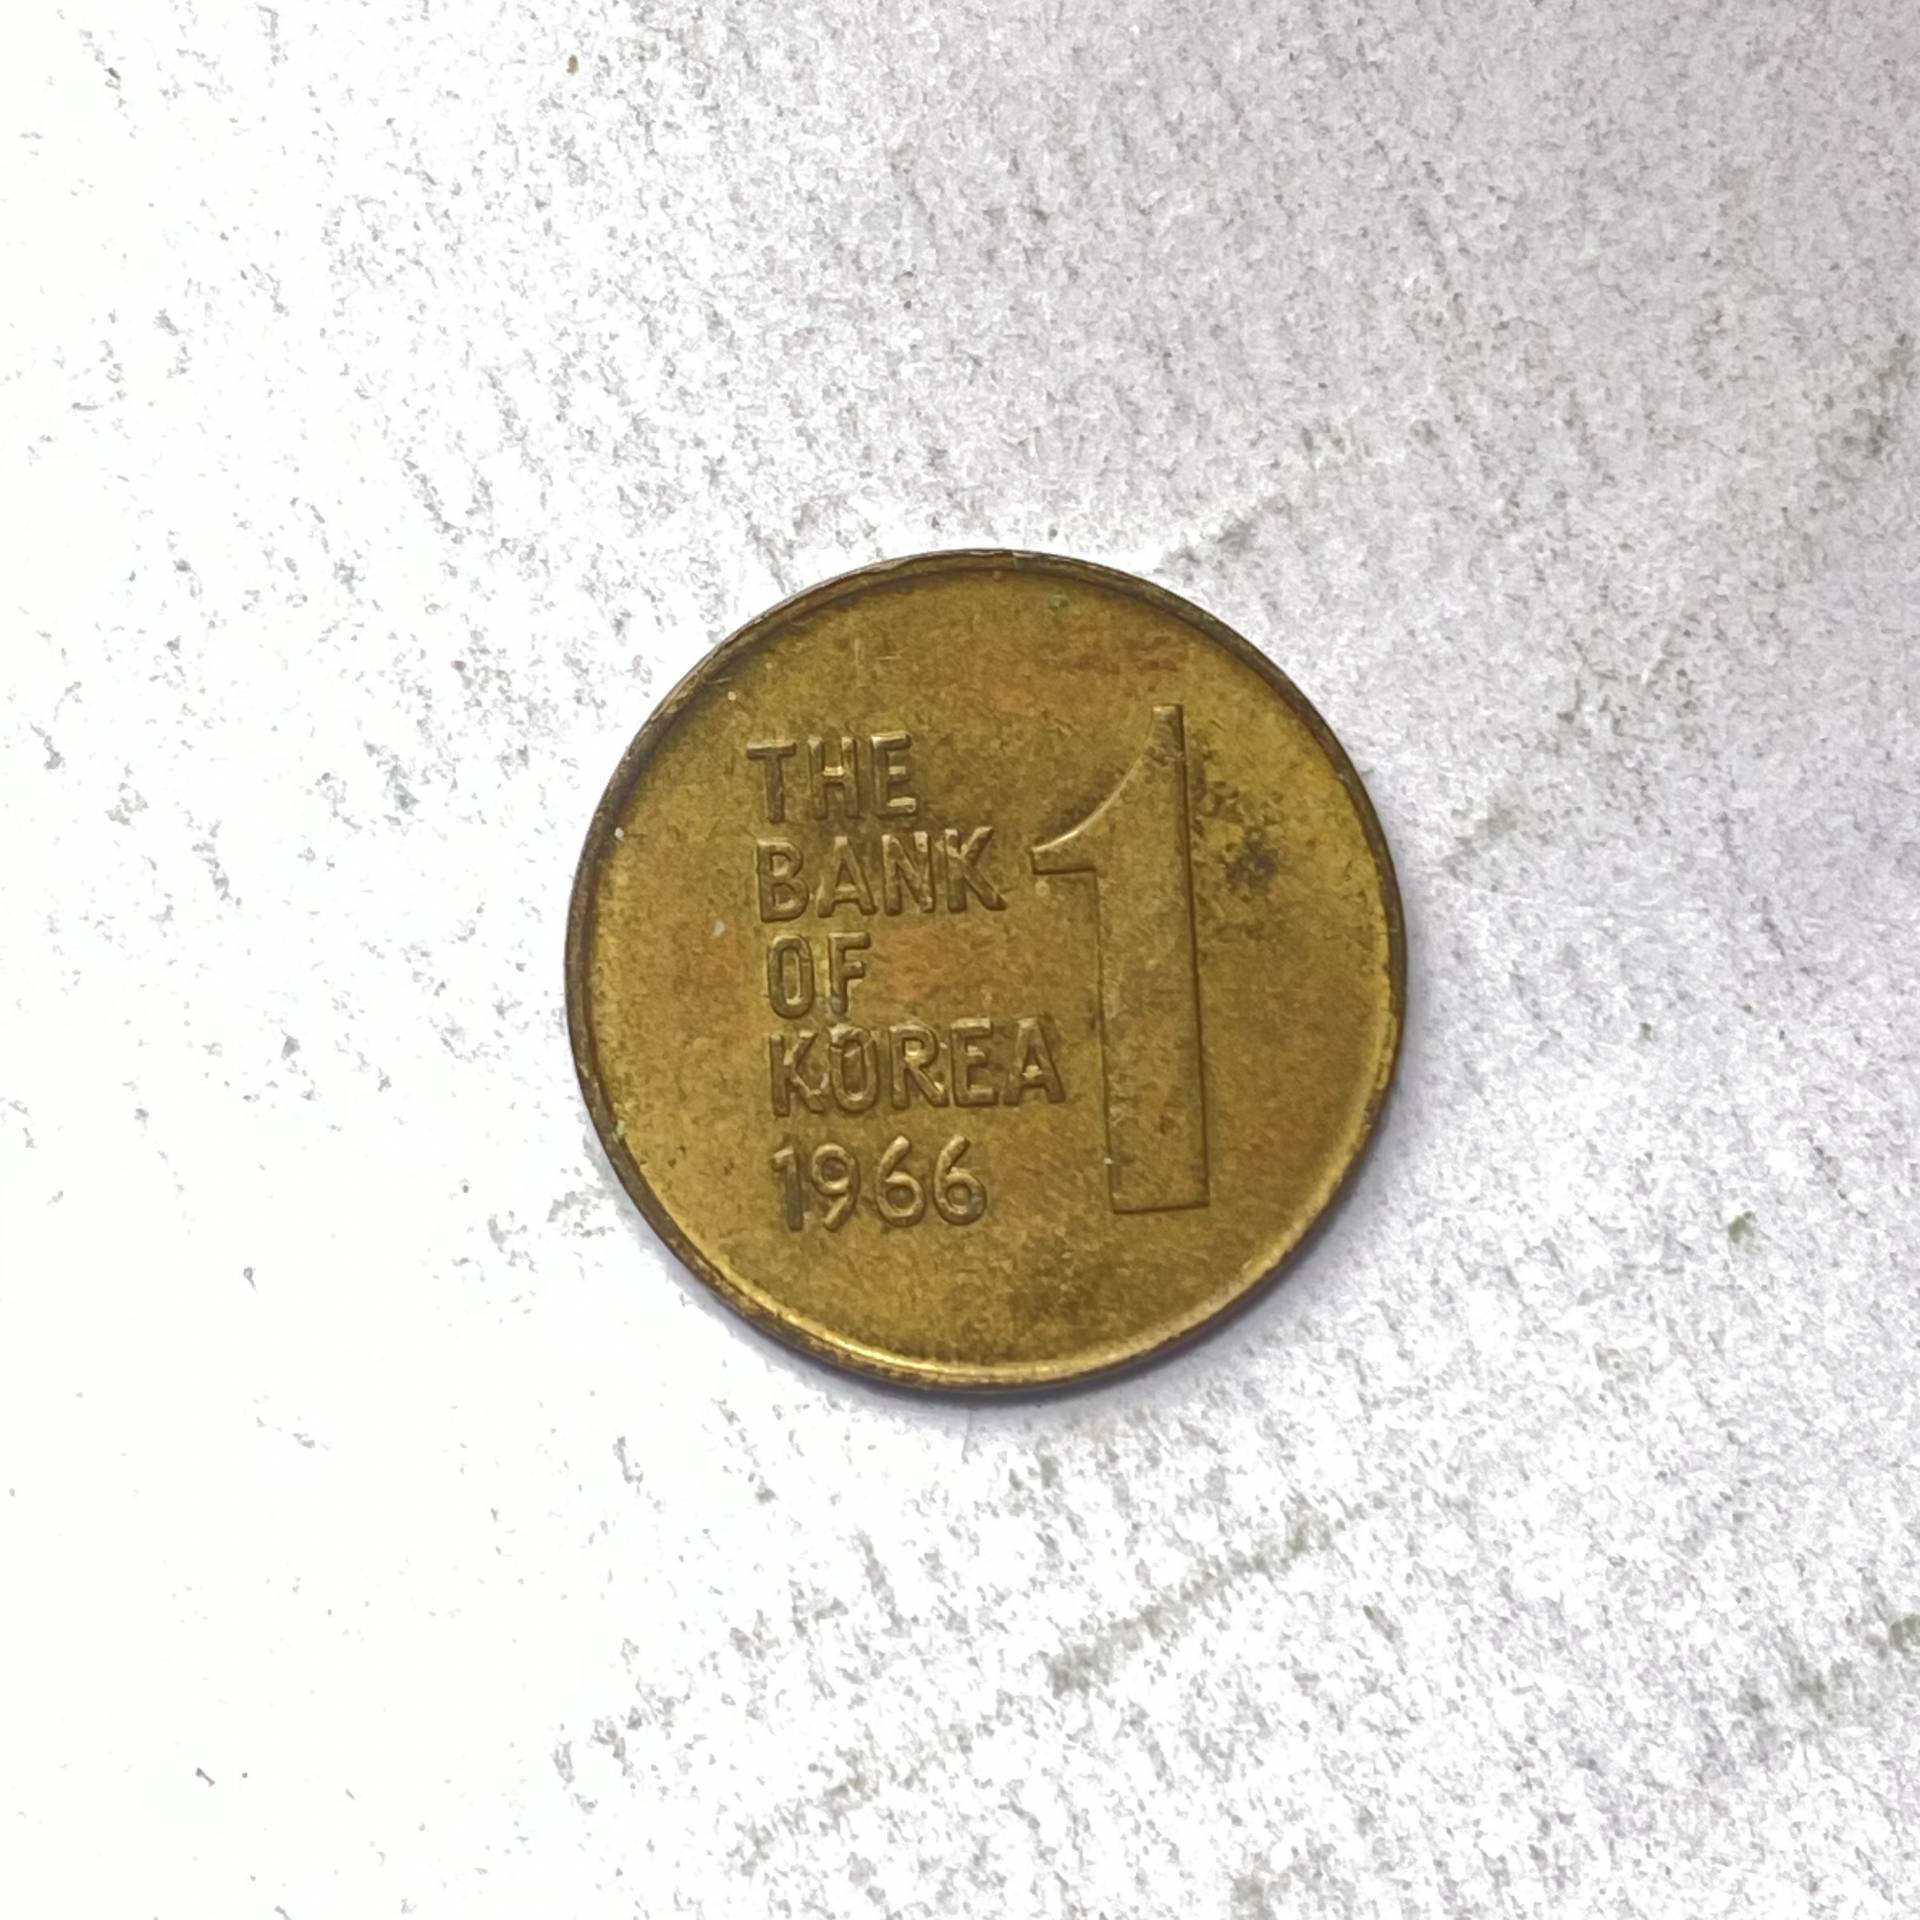 THE
BANK
OF
KOREA
1966
1